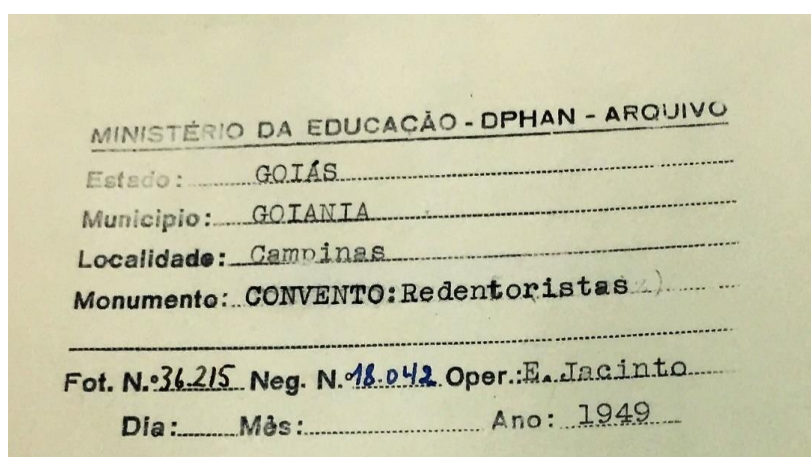 MINISTÉRIO DA EDUCAÇÃO - DPHAN - ARQUIVO
Estado: GOIÁS
Municipio: GOIANIA
Localidade: Campinas
Monumento: CONVENTO:Redentoristas
Fot. N.º 36.215 Neg. N.º 18.042 Oper.: E. Jacinto
Dia: Mês: Ano: 1949